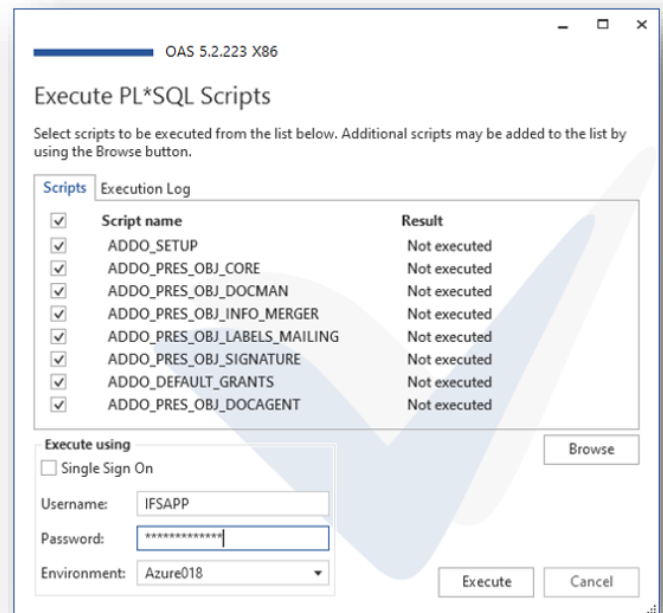 OAS 5.2.223 X86
Execute PL*SQL Scripts
Select scripts to be executed from the list below. Additional scripts may be added to the list by
using the Browse button.
Scripts Execution Log
Script name Result
ADDO_SETUP Not executed
ADDO_PRES_OBJ_CORE Not executed
ADDO_PRES_OBJ_DOCMAN Not executed
ADDO_PRES_OBJ_INFO_MERGER Not executed
ADDO_PRES_OBJ_LABELS_MAILING Not executed
ADDO_PRES_OBJ_SIGNATURE Not executed
ADDO_DEFAULT_GRANTS Not executed
ADDO_PRES_OBJ_DOCAGENT Not executed
Execute using
Browse
Single Sign On
Username: IFSAPP
Password: *************
Environment: Azure018
Execute Cancel